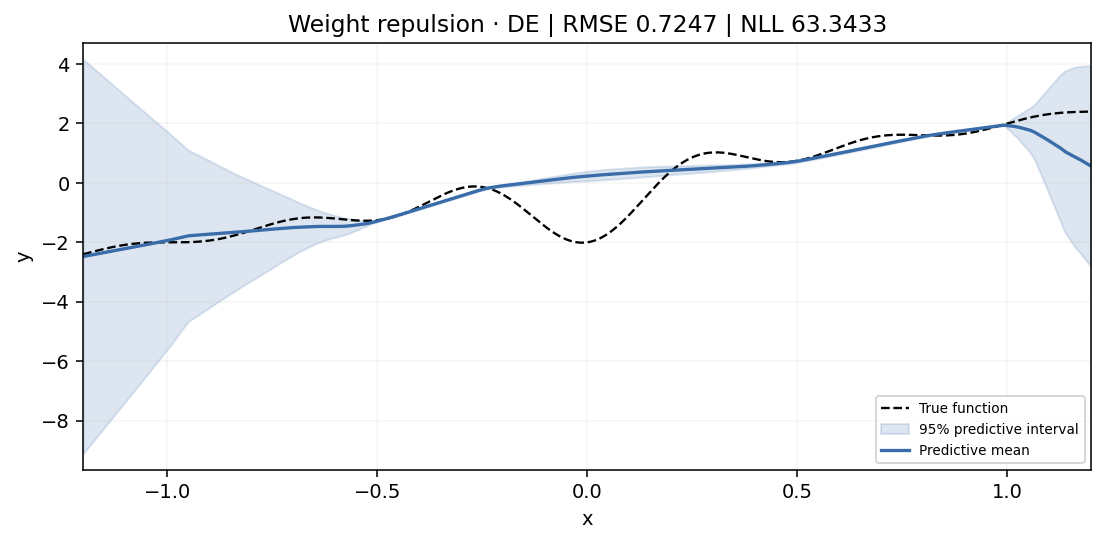 Weight repulsion · DE | RMSE 0.7247 | NLL 63.3433
4
2
0
−2
−4
−6
−8
y
−1.0
−0.5
0.0
0.5
1.0
x
True function
95% predictive interval
Predictive mean